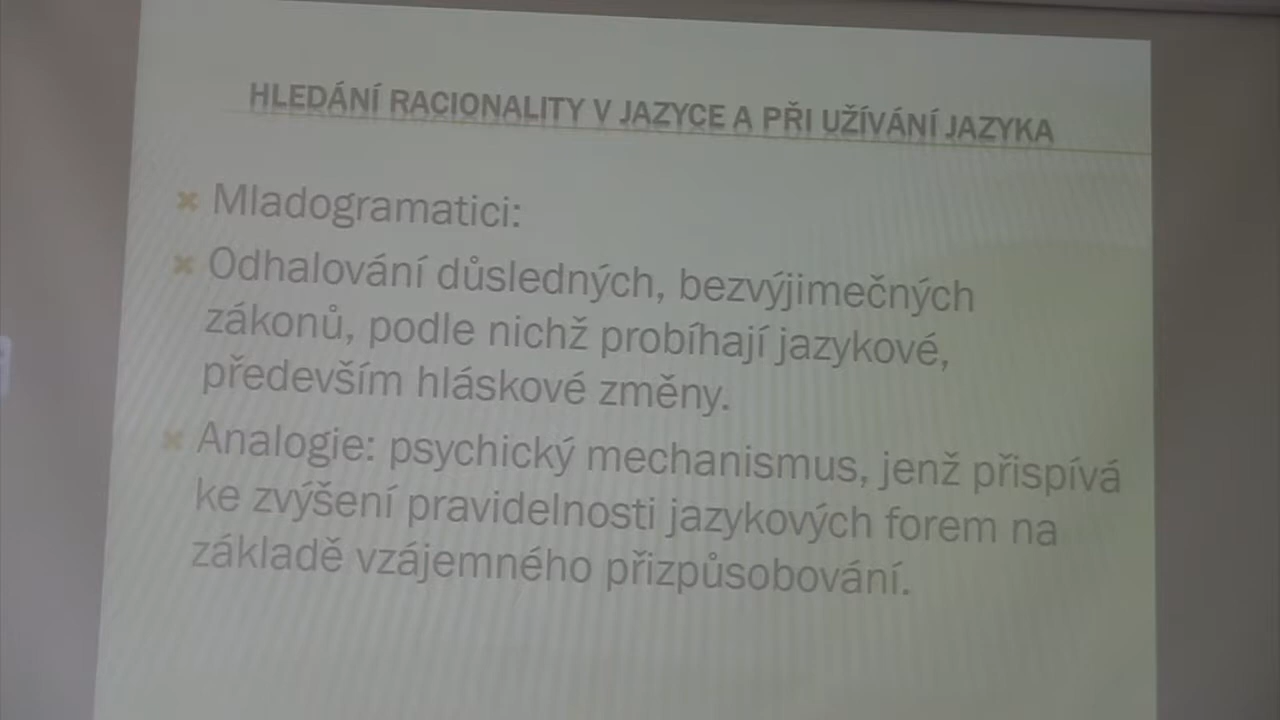 HLEDÁNÍ RACIONALITY V JAZYCE A PŘI UŽÍVÁNÍ JAZYKA
Mladogramatici:
Odhalování důsledných, bezvýjimečných
zákonů, podle nichž probíhají jazykové,
především hláskové změny.
Analogie: psychický mechanismus, jenž přispívá
ke zvýšení pravidelnosti jazykových forem na
základě vzájemného přizpůsobování.